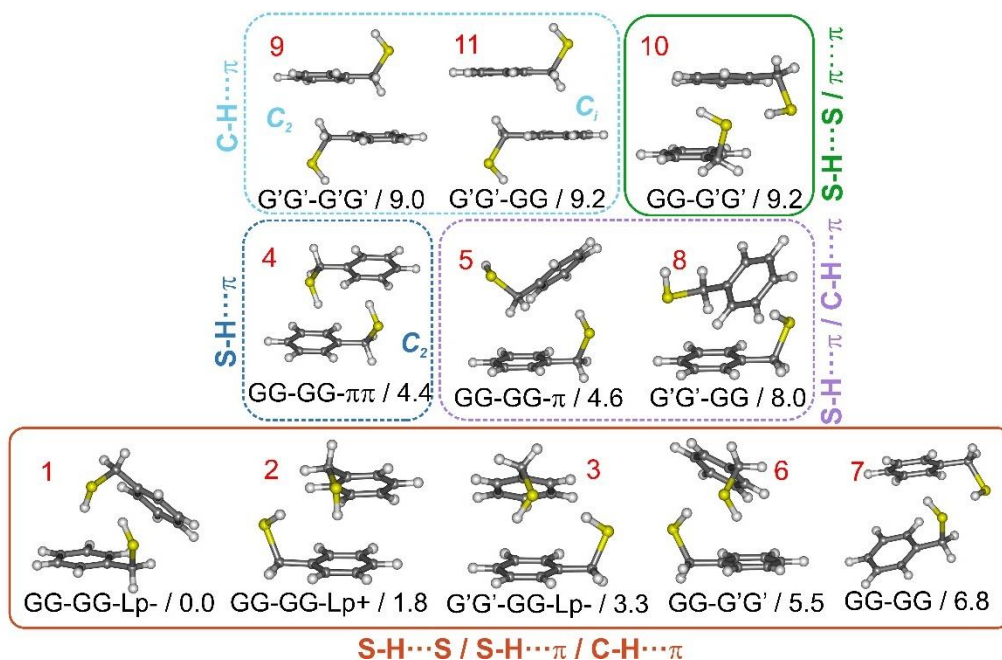 C-H···π
9
11
C2
Ci
G'G'-G'G' / 9.0
G'G'-GG / 9.2
10
GG-G'G' / 9.2
S-H···S / π···π
S-H···π
4
C2
GG-GG-ππ / 4.4
5
8
GG-GG-π / 4.6
G'G'-GG / 8.0
S-H···π / C-H···π
1
2
3
6
7
GG-GG-Lp- / 0.0
GG-GG-Lp+ / 1.8
G'G'-GG-Lp- / 3.3
GG-G'G' / 5.5
GG-GG / 6.8
S-H···S / S-H···π / C-H···π